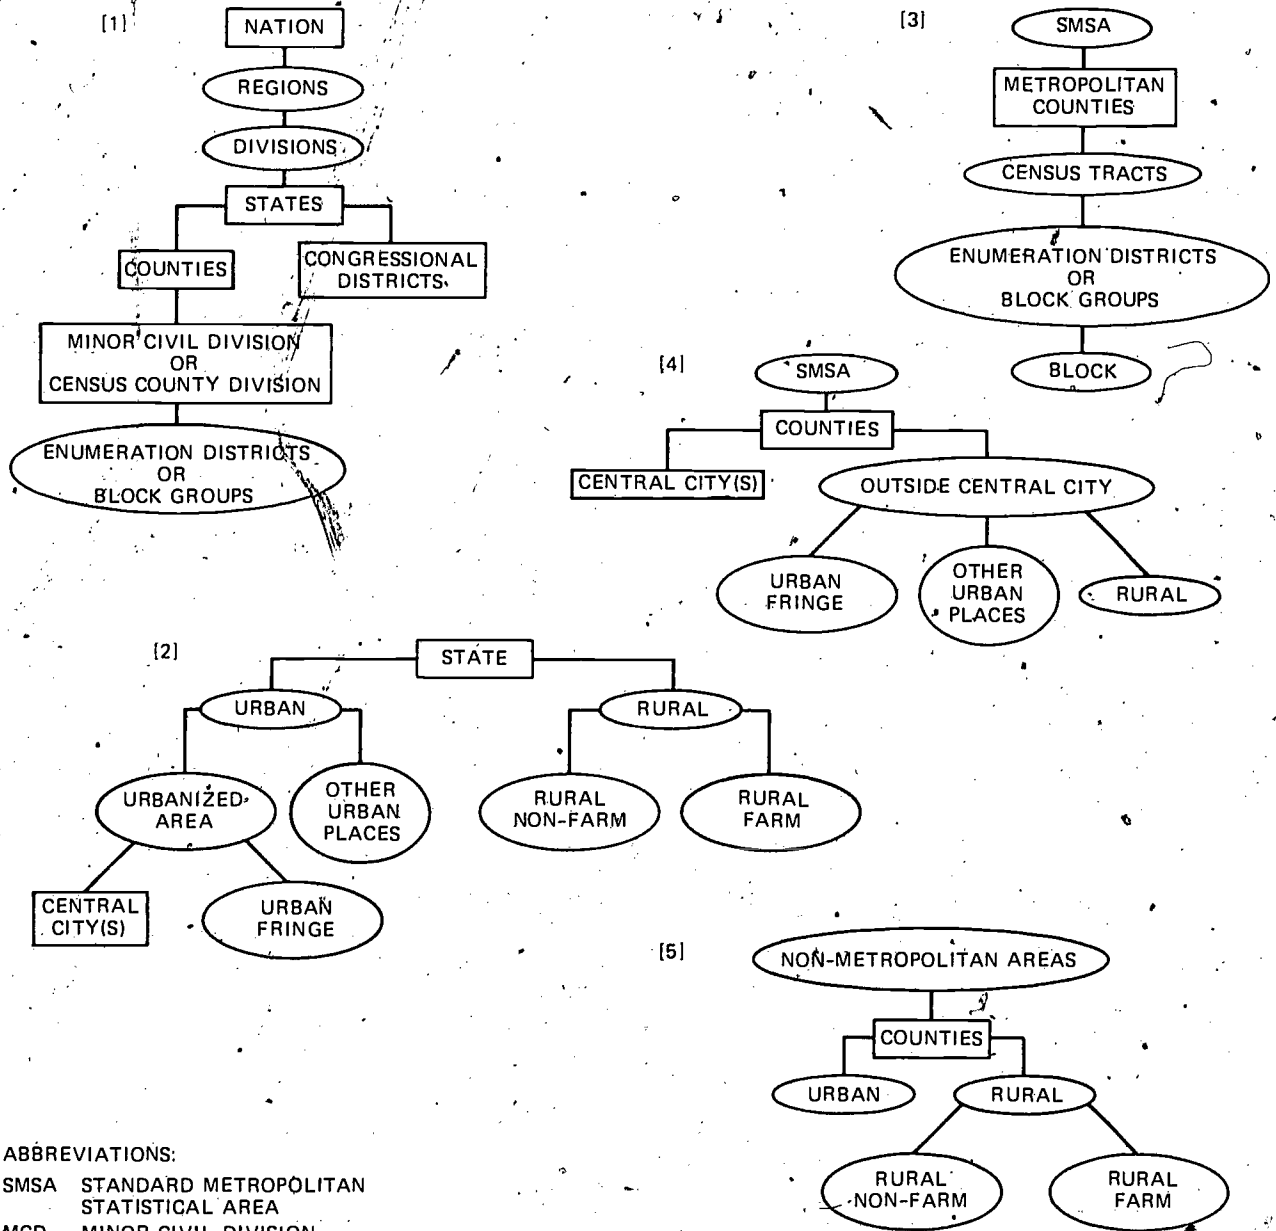 [1]
NATION
REGIONS
DIVISIONS
STATES
COUNTIES
CONGRESSIONAL
DISTRICTS
MINOR CIVIL DIVISION
OR
CENSUS COUNTY DIVISION
ENUMERATION DISTRICTS
OR
BLOCK GROUPS
[3]
SMSA
METROPOLITAN
COUNTIES
CENSUS TRACTS
ENUMERATION DISTRICTS
OR
BLOCK GROUPS
BLOCK
[4]
SMSA
COUNTIES
CENTRAL CITY(S)
OUTSIDE CENTRAL CITY
URBAN
FRINGE
OTHER
URBAN
PLACES
RURAL
[2]
STATE
URBAN
RURAL
URBANIZED
AREA
OTHER
URBAN
PLACES
RURAL
NON-FARM
RURAL
FARM
CENTRAL
CITY(S)
URBAN
FRINGE
[5]
NON-METROPOLITAN AREAS
COUNTIES
URBAN
RURAL
RURAL
NON-FARM
RURAL
FARM
ABBREVIATIONS:
SMSA STANDARD METROPOLITAN
STATISTICAL AREA
MCD MINOR CIVIL DIVISION